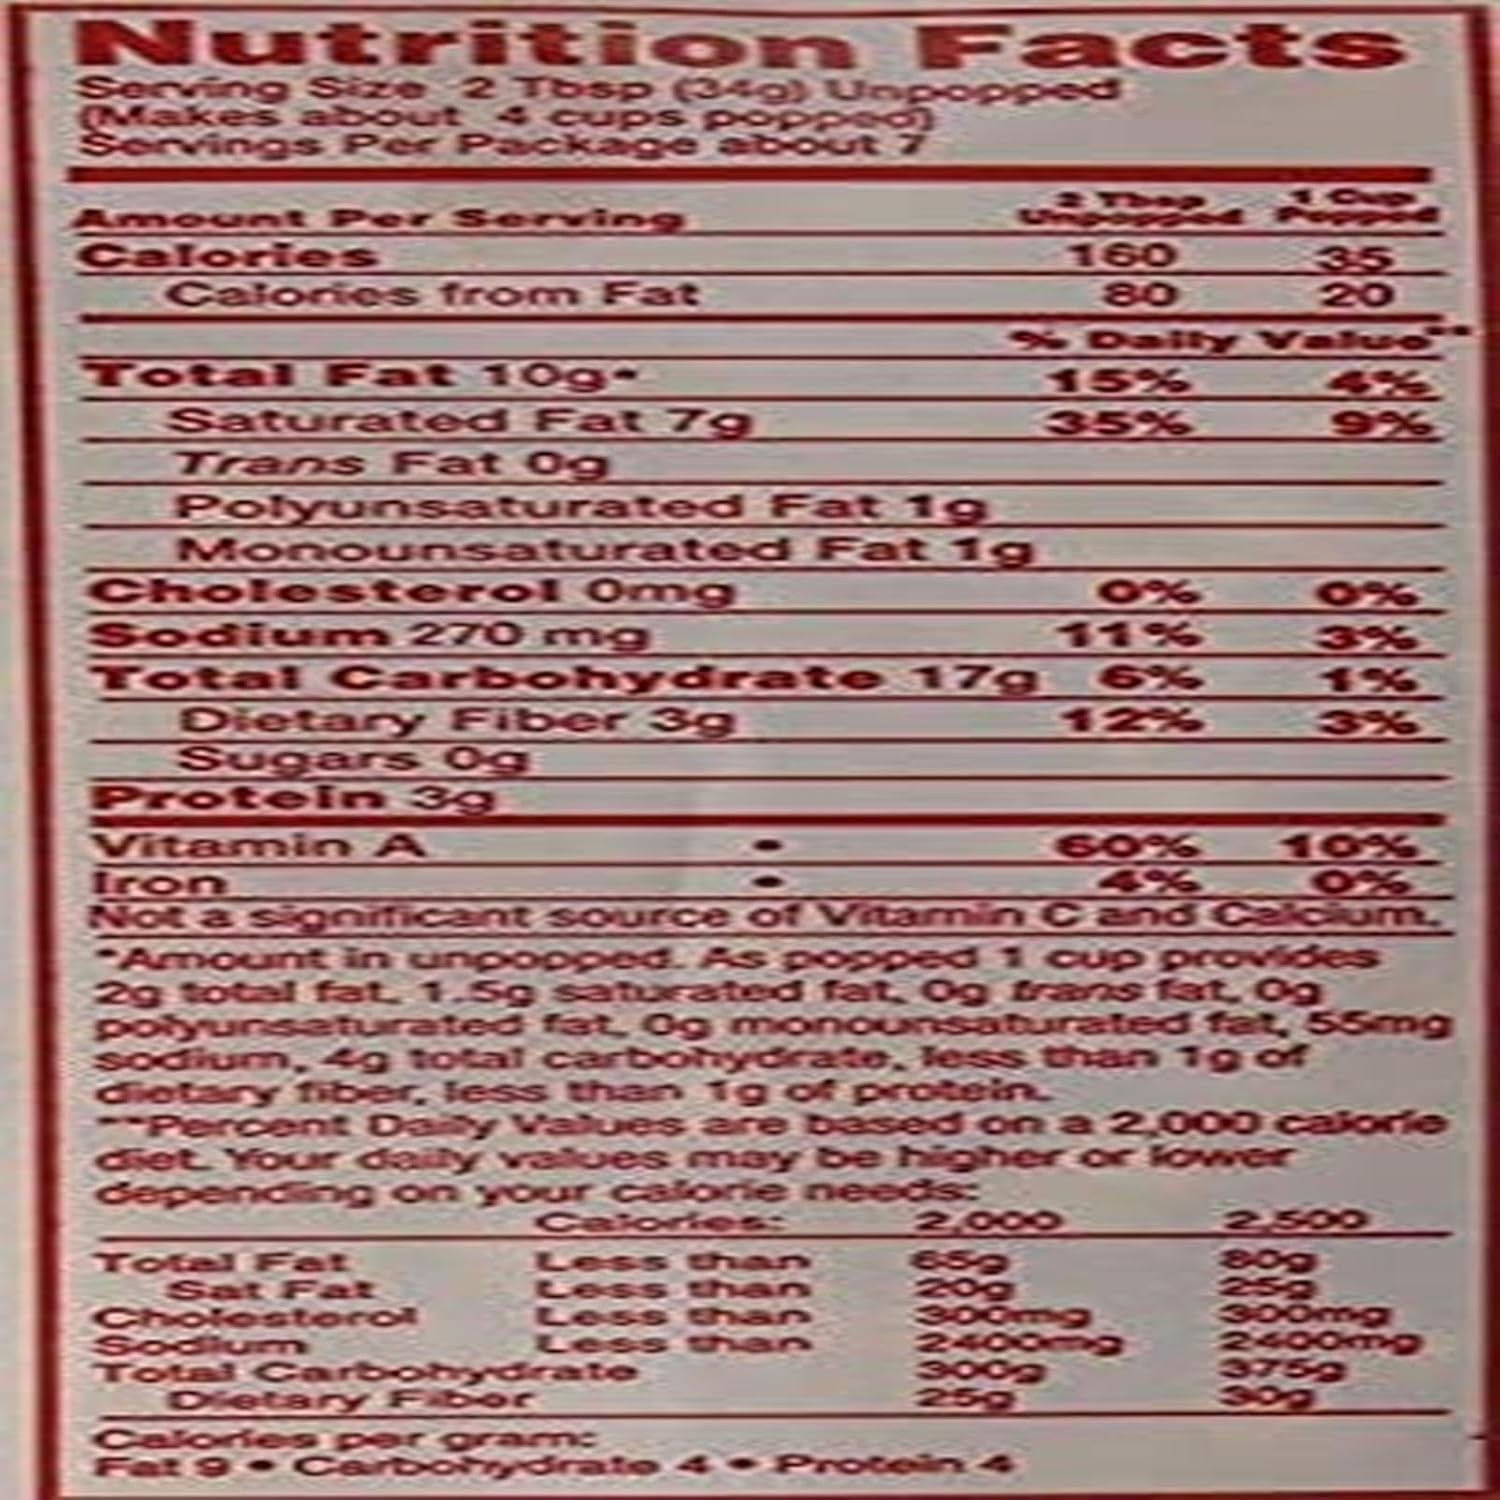 Nutrition Facts
Serving Size 2 Tbsp (34g) Unpopped
(Makes about 4 cups popped)
Servings Per Package about 7
Amount Per Serving 2 Tbsp Unpopped 1 Cup Popped
Calories 160 35
Calories from Fat 80 20
% Daily Value**
Total Fat 10g* 15% 4%
Saturated Fat 7g 35% 9%
Trans Fat 0g
Polyunsaturated Fat 1g
Monounsaturated Fat 1g
Cholesterol 0mg 0% 0%
Sodium 270 mg 11% 3%
Total Carbohydrate 17g 6% 1%
Dietary Fiber 3g 12% 3%
Sugars 0g
Protein 3g
Vitamin A • 60% 10%
Iron • 4% 0%
Not a significant source of Vitamin C and Calcium.
*Amount in unpopped. As popped 1 cup provides
2g total fat, 1.5g saturated fat, 0g trans fat, 0g
polyunsaturated fat, 0g monounsaturated fat, 55mg
sodium, 4g total carbohydrate, less than 1g of
dietary fiber, less than 1g of protein.
**Percent Daily Values are based on a 2,000 calorie
diet. Your daily values may be higher or lower
depending on your calorie needs:
Calories: 2,000 2,500
Total Fat Less than 65g 80g
Sat Fat Less than 20g 25g
Cholesterol Less than 300mg 300mg
Sodium Less than 2400mg 2400mg
Total Carbohydrate 300g 375g
Dietary Fiber 25g 30g
Calories per gram:
Fat 9 • Carbohydrate 4 • Protein 4